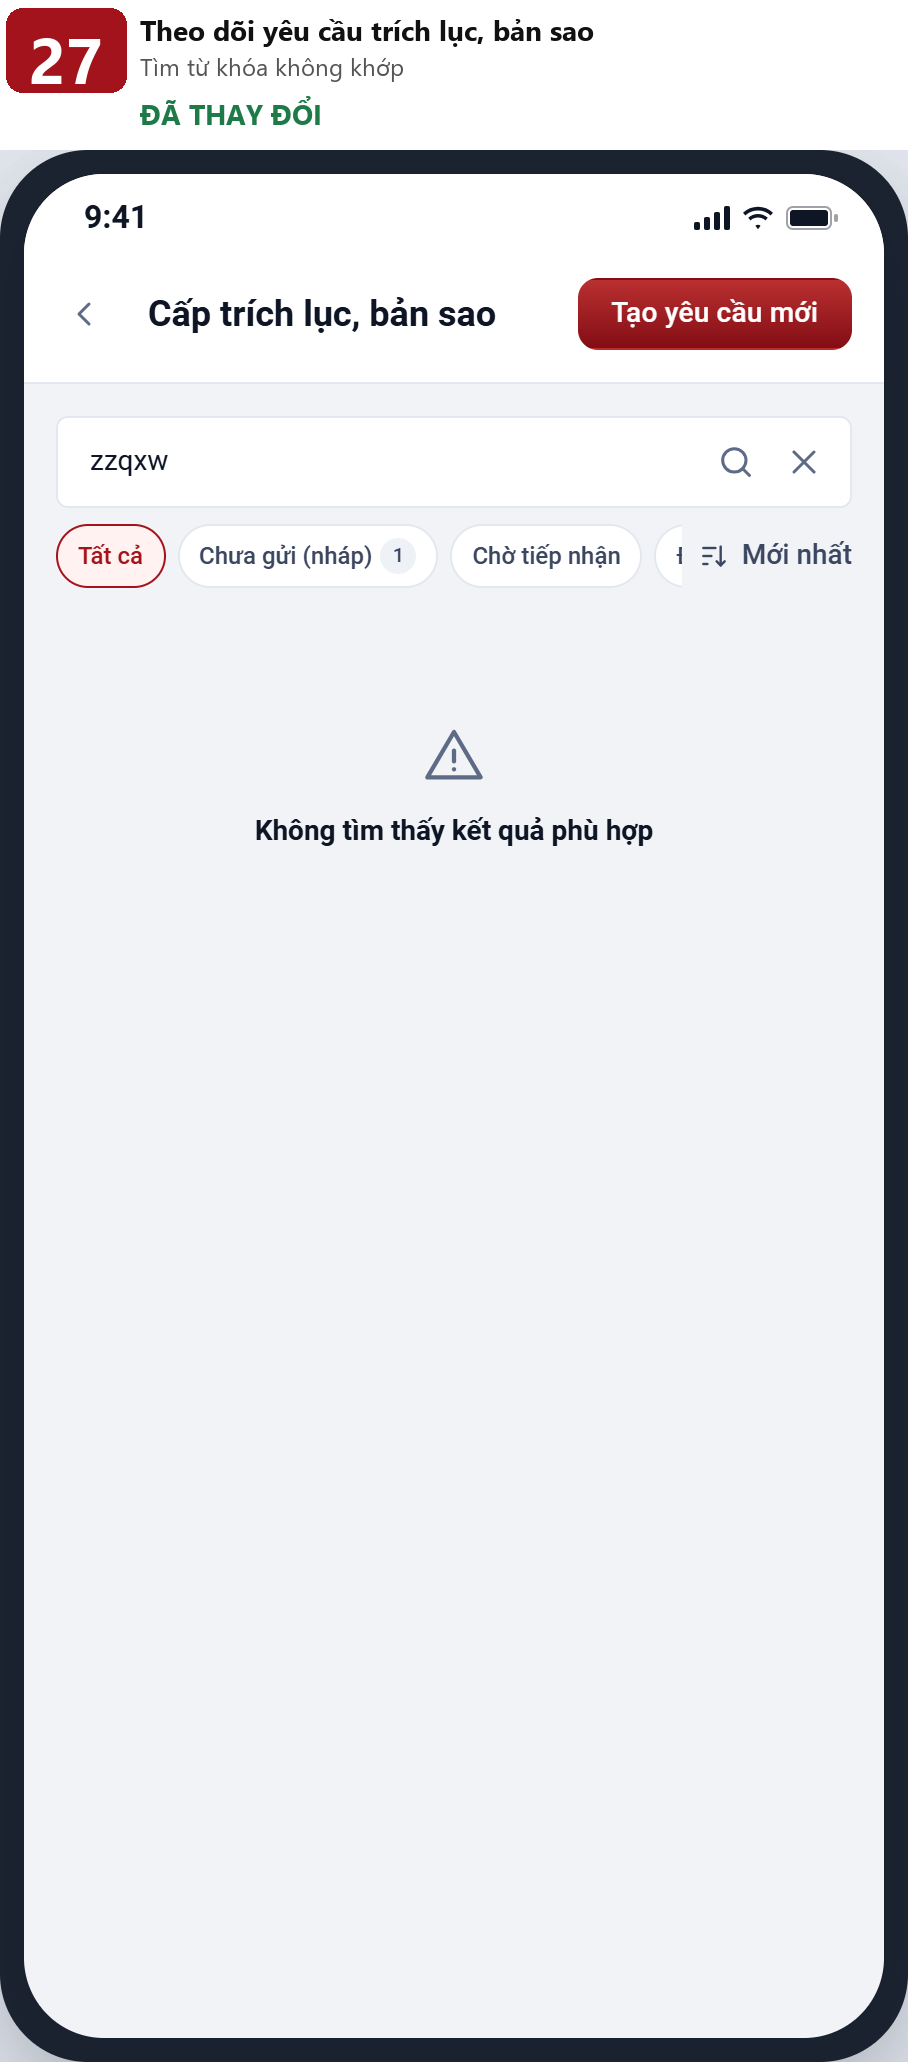 27
Theo dõi yêu cầu trích lục, bản sao
Tìm từ khóa không khớp
ĐÃ THAY ĐỔI
9:41
Cấp trích lục, bản sao
Tạo yêu cầu mới
zzqxw
Tất cả
Chưa gửi (nháp) 1
Chờ tiếp nhận
Mới nhất
Không tìm thấy kết quả phù hợp